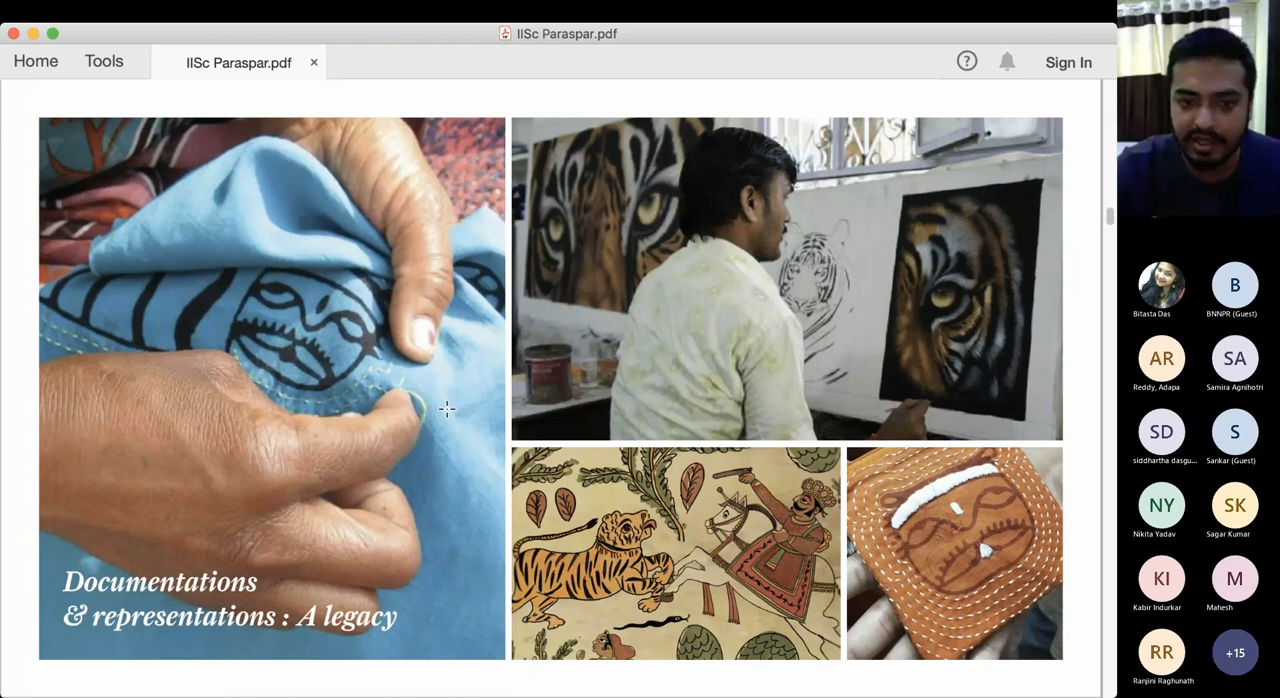 IISc Paraspar.pdf
Home
Tools
IISc Paraspar.pdf
×
?
Sign In
Documentations
& representations : A legacy
Bitasta Das
B
BNNPR (Guest)
AR
Reddy, Adapa
SA
Samira Agnihotri
SD
siddhartha dasgu...
S
Sankar (Guest)
NY
Nikita Yadav
SK
Sagar Kumar
KI
Kabir Indurkar
M
Mahesh
RR
Ranjini Raghunath
+15